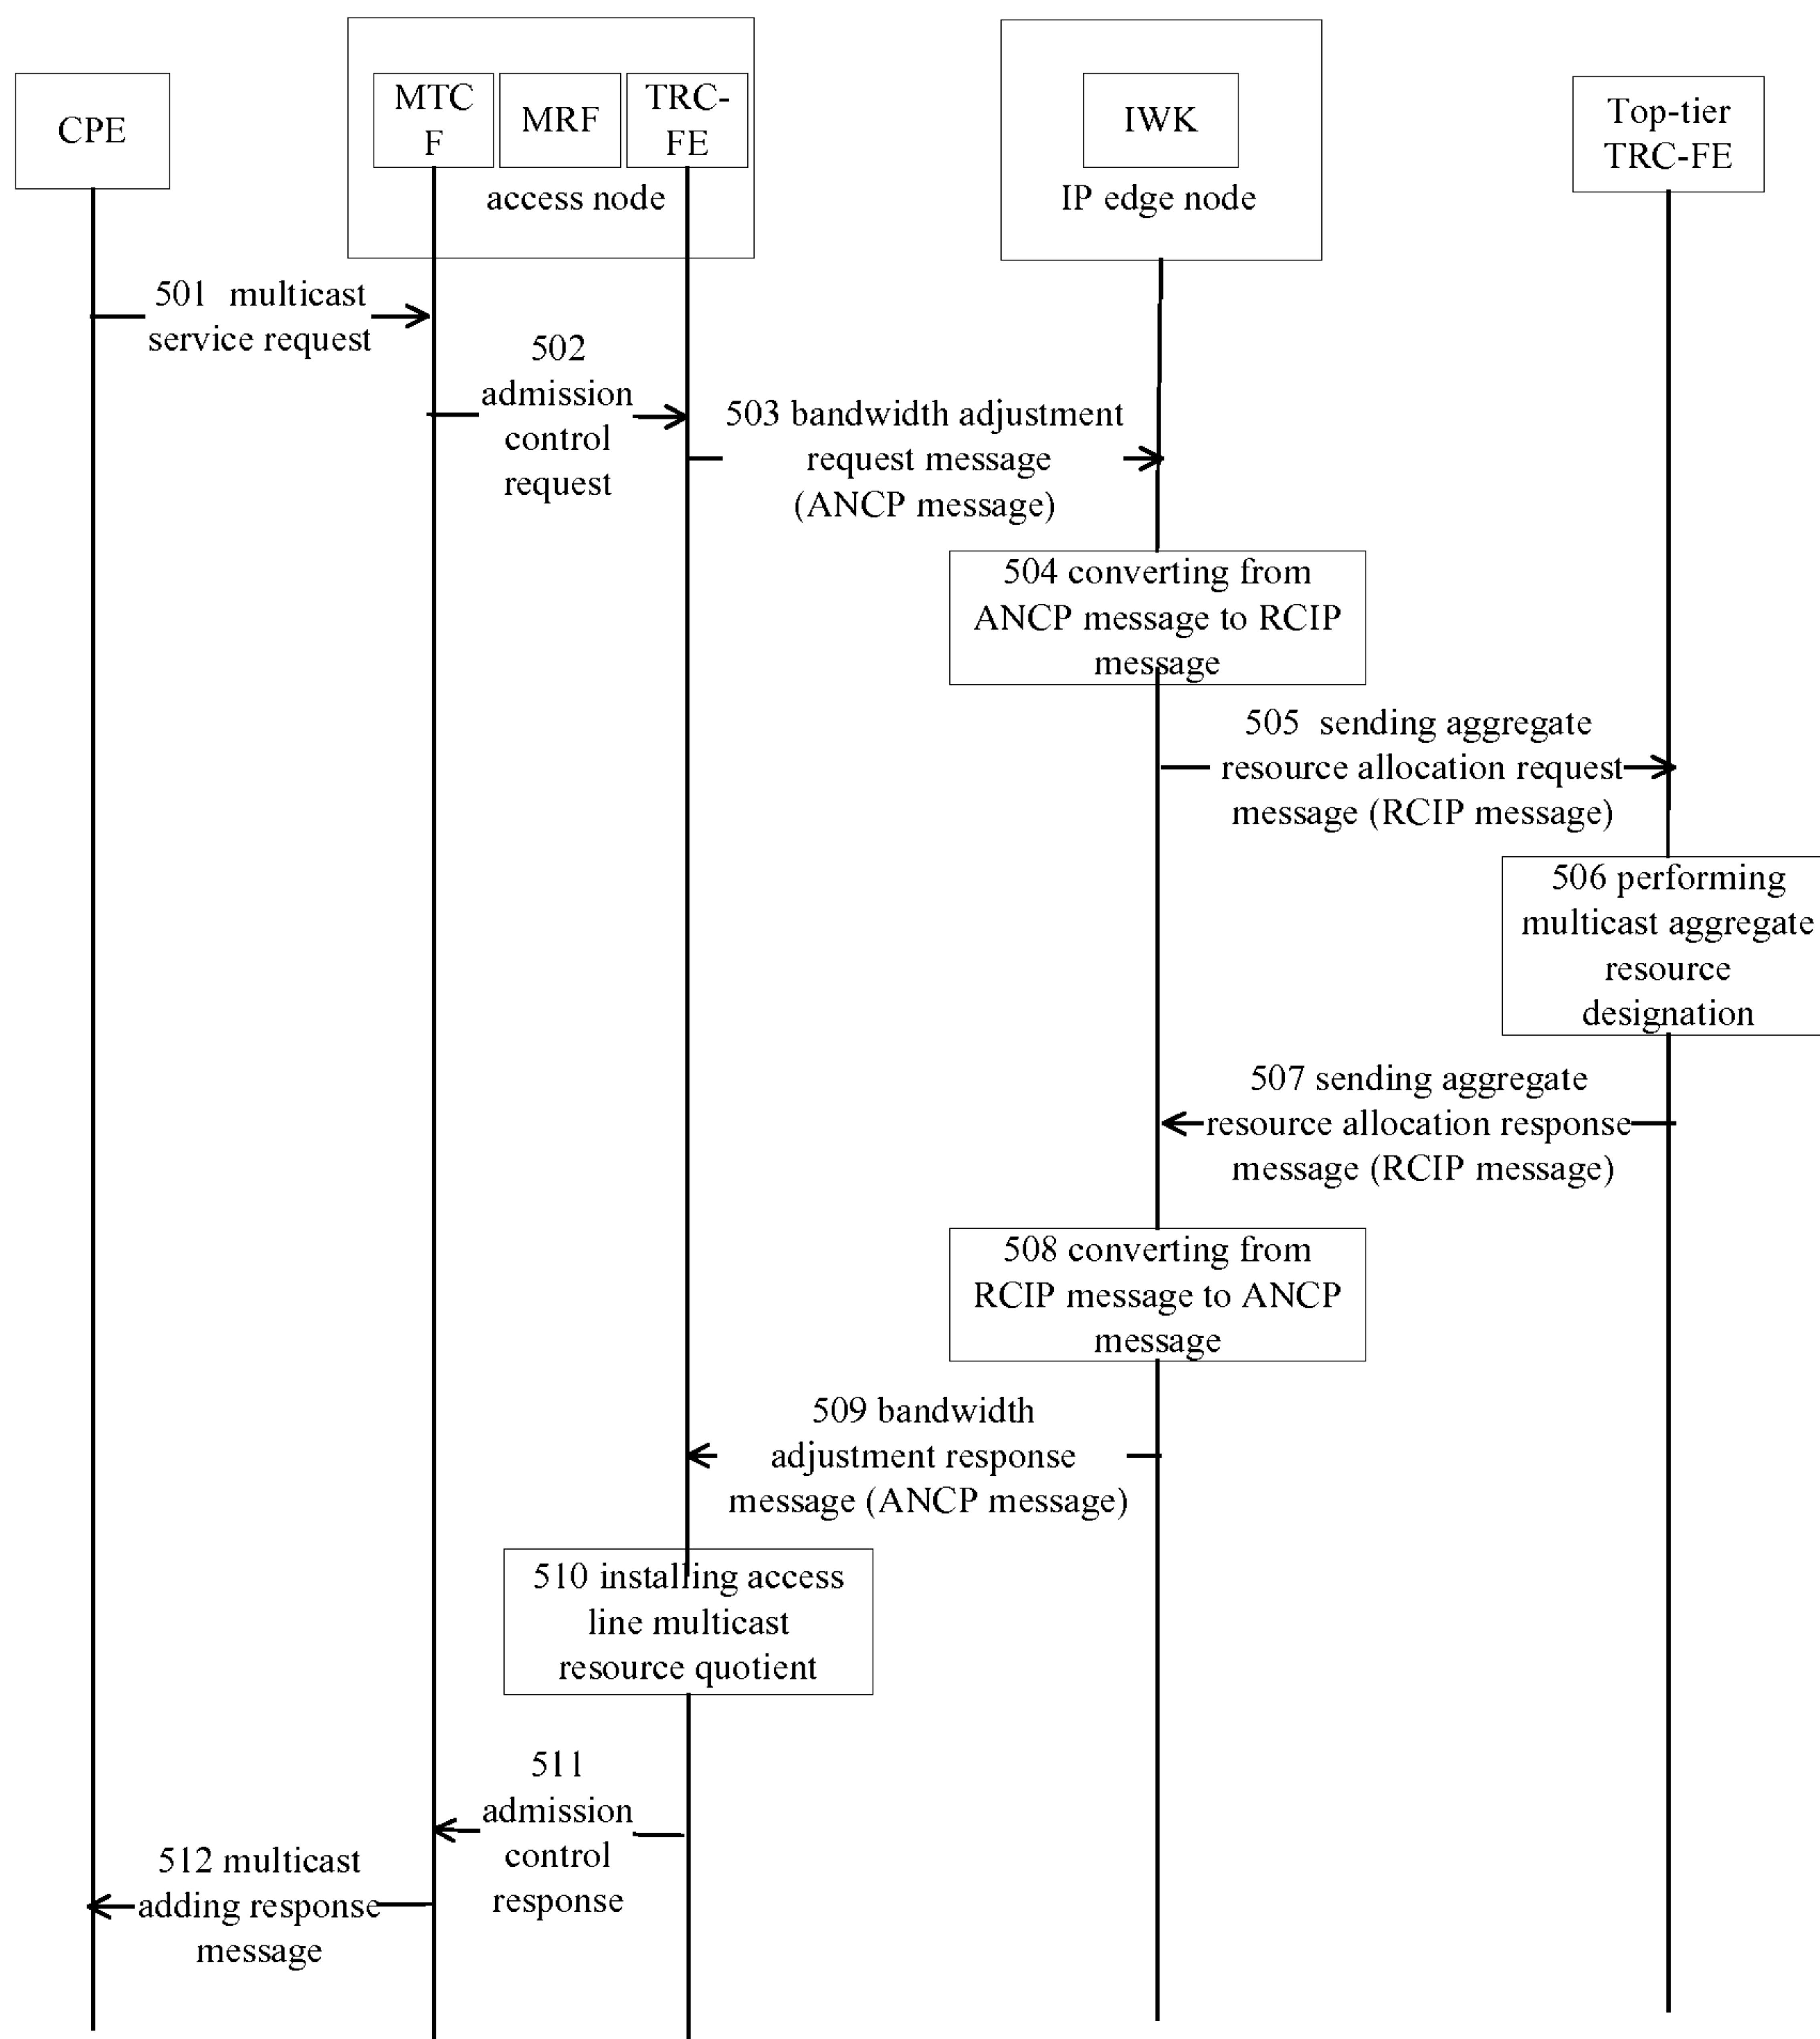 CPE
MTC
F
MRF
TRC-
FE
access node
IWK
IP edge node
Top-tier
TRC-FE
501 multicast
service request
502
admission
control
request
503 bandwidth adjustment
request message
(ANCP message)
504 converting from
ANCP message to RCIP
message
505 sending aggregate
resource allocation request
message (RCIP message)
506 performing
multicast aggregate
resource
designation
507 sending aggregate
resource allocation response
message (RCIP message)
508 converting from
RCIP message to ANCP
message
509 bandwidth
adjustment response
message (ANCP message)
510 installing access
line multicast
resource quotient
511
admission
control
response
512 multicast
adding response
message